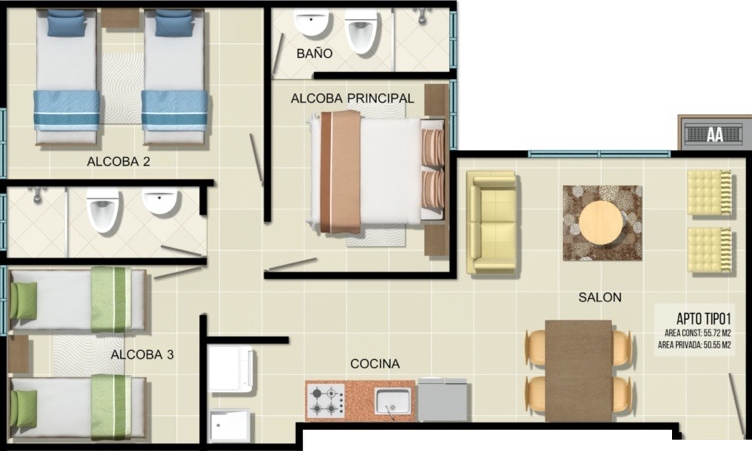 BAÑO
ALCOBA PRINCIPAL
AA
ALCOBA 2
SALON
APTO TIPO1
AREA CONST: 55.72 M2
AREA PRIVADA: 50.55 M2
ALCOBA 3
COCINA